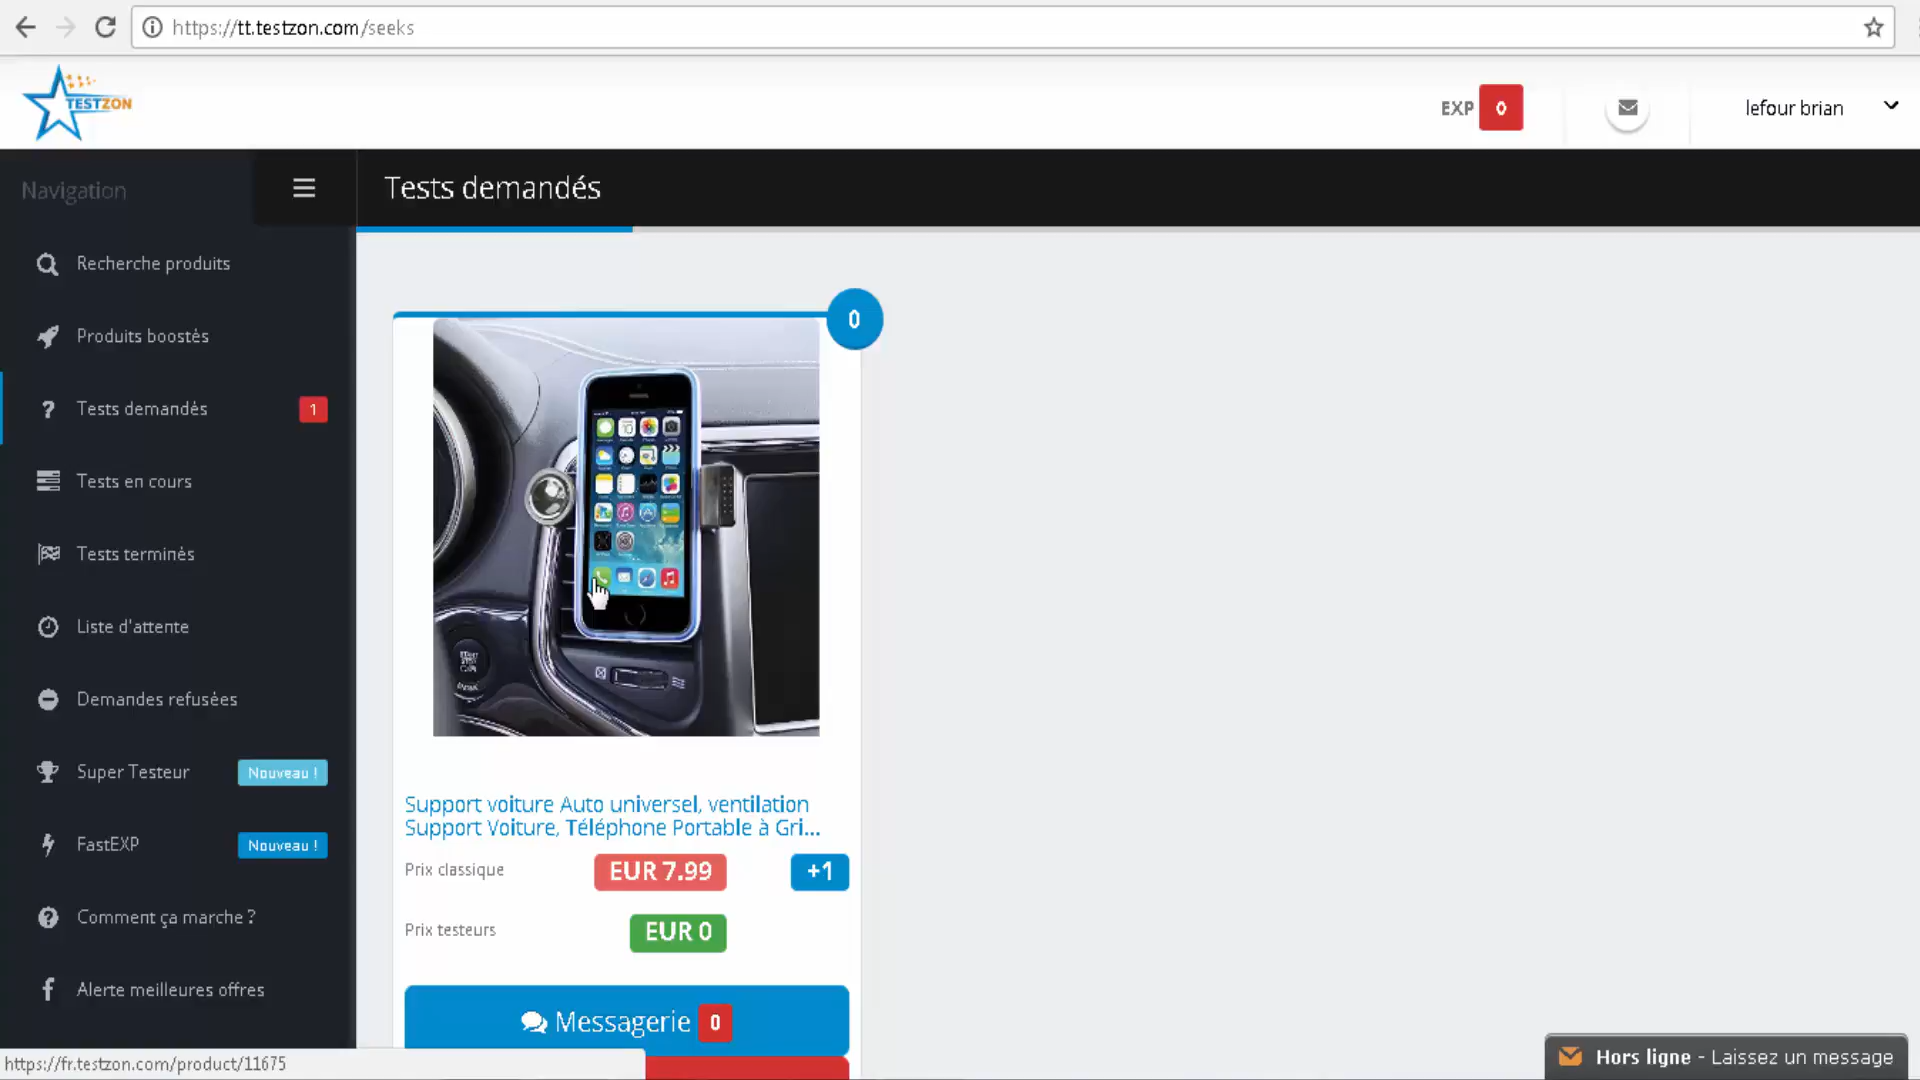 https://tt.testzon.com/seeks
TESTZON
EXP 0
lefour brian
Navigation
Tests demandés
Recherche produits
Produits boostés
Tests demandés 1
Tests en cours
Tests terminés
Liste d'attente
Demandes refusées
Super Testeur Nouveau !
FastEXP Nouveau !
Comment ça marche ?
Alerte meilleures offres
0
Support voiture Auto universel, ventilation
Support Voiture, Téléphone Portable à Gri...
Prix classique EUR 7.99 +1
Prix testeurs EUR 0
Messagerie 0
https://fr.testzon.com/product/11675
Hors ligne - Laissez un message